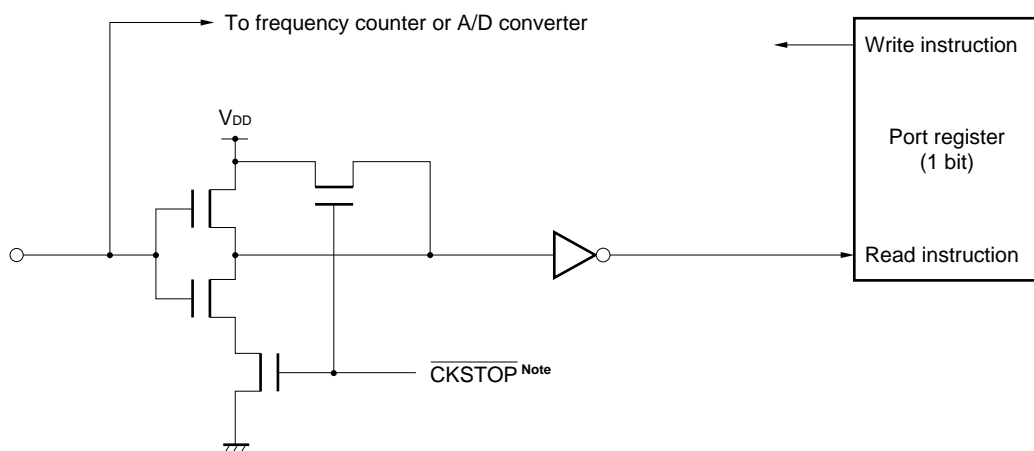 To frequency counter or A/D converter
Write instruction
VDD
Port register
(1 bit)
Read instruction
CKSTOP Note